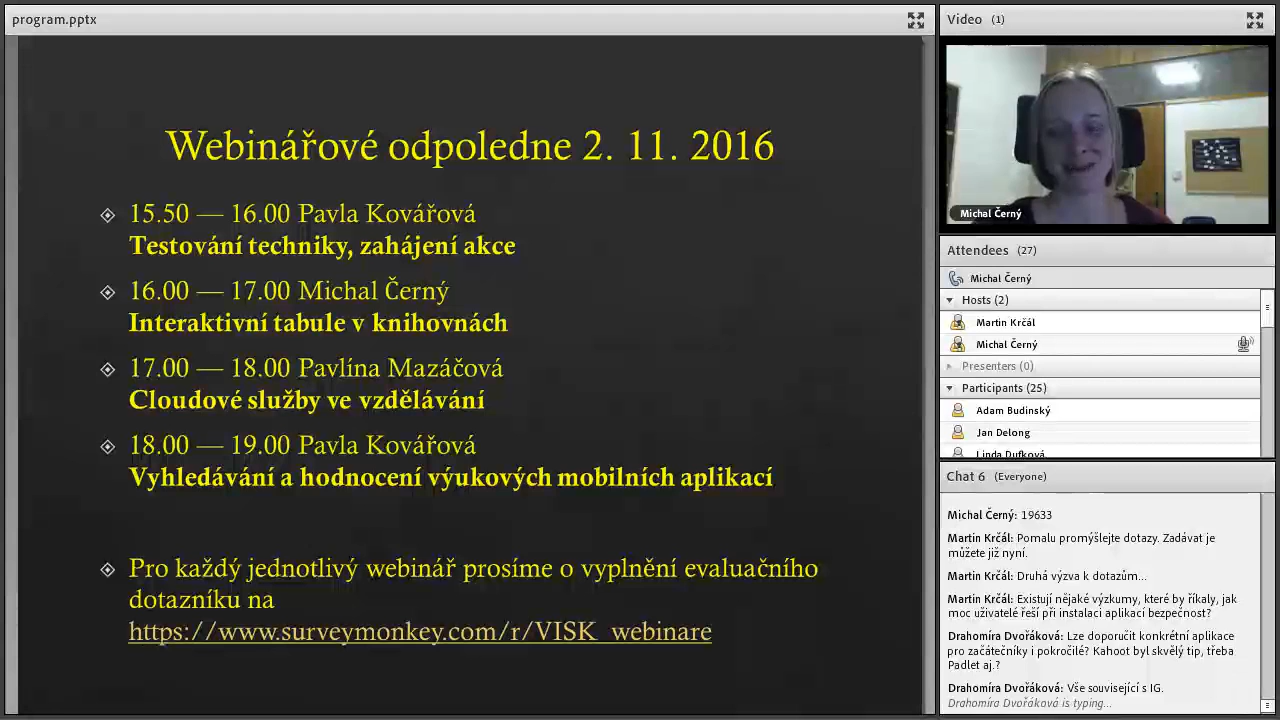 program.pptx
Webinářové odpoledne 2. 11. 2016
15.50 — 16.00 Pavla Kovářová
Testování techniky, zahájení akce
16.00 — 17.00 Michal Černý
Interaktivní tabule v knihovnách
17.00 — 18.00 Pavlína Mazáčová
Cloudové služby ve vzdělávání
18.00 — 19.00 Pavla Kovářová
Vyhledávání a hodnocení výukových mobilních aplikací
Pro každý jednotlivý webinář prosíme o vyplnění evaluačního
dotazníku na
https://www.surveymonkey.com/r/VISK_webinare
Video (1)
Michal Černý
Attendees (27)
Michal Černý
Hosts (2)
Martin Krčál
Michal Černý
Presenters (0)
Participants (25)
Adam Budinský
Jan Delong
Linda Dufková
Chat 6 (Everyone)
Michal Černý: 19633
Martin Krčál: Pomalu promýšlejte dotazy. Zadávat je
můžete již nyní.
Martin Krčál: Druhá výzva k dotazům...
Martin Krčál: Existují nějaké výzkumy, které by říkaly, jak
moc uživatelé řeší při instalaci aplikací bezpečnost?
Drahomíra Dvořáková: Lze doporučit konkrétní aplikace
pro začátečníky i pokročilé? Kahoot byl skvělý tip, třeba
Padlet aj.?
Drahomíra Dvořáková: Vše související s IG.
Drahomíra Dvořáková is typing...